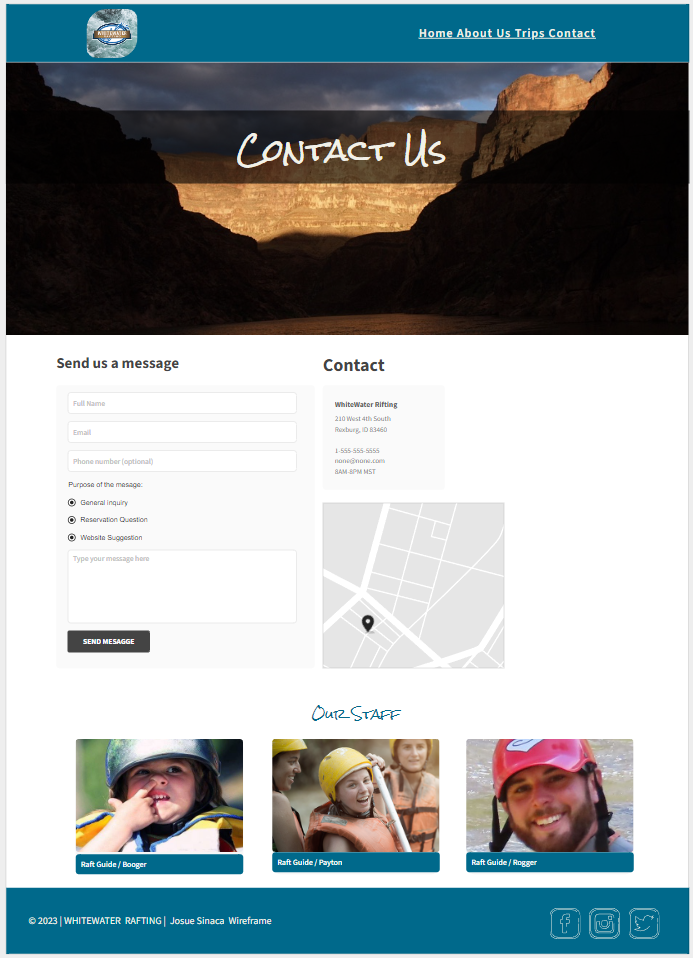 WHITEWATER
Home About Us Trips Contact
Contact Us
Send us a message
Full Name
Email
Phone number (optional)
Purpose of the mesage:
General Inquiry
Reservation Question
Website Suggestion
Type your message here
SEND MESAGGE
Contact
WhiteWater Rifting
210 West 4th South
Rexburg, ID 83460
1-555-555-5555
none@none.com
8AM-8PM MST
Our Staff
Raft Guide / Booger
Raft Guide / Payton
Raft Guide / Rogger
© 2023 | WHITEWATER RAFTING | Josue Sinaca Wireframe